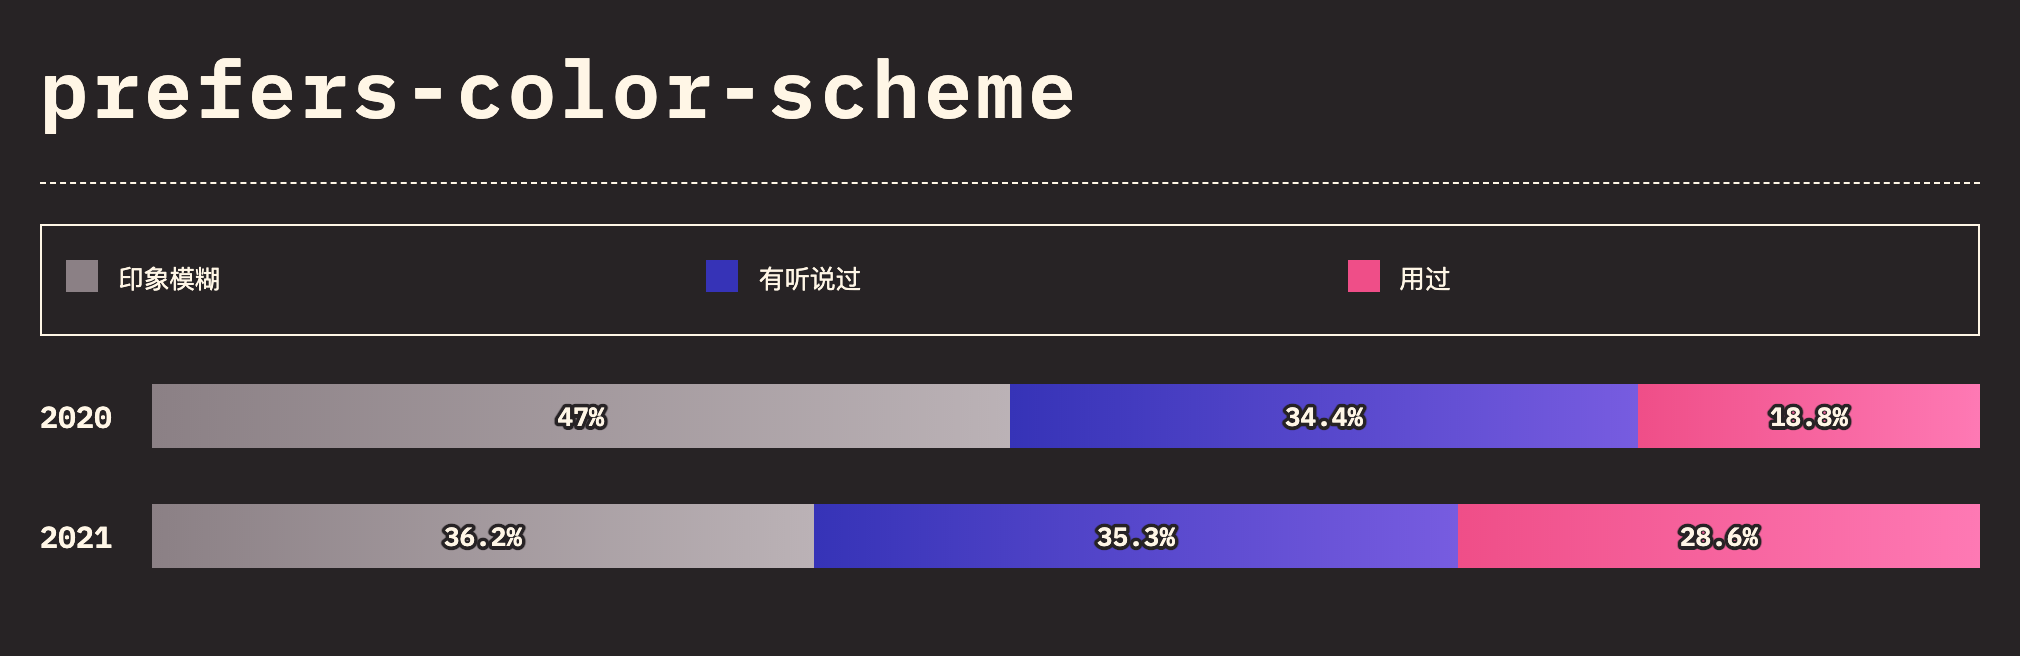 prefers-color-scheme
印象模糊 有听说过 用过
2020 47% 34.4% 18.8%
2021 36.2% 35.3% 28.6%